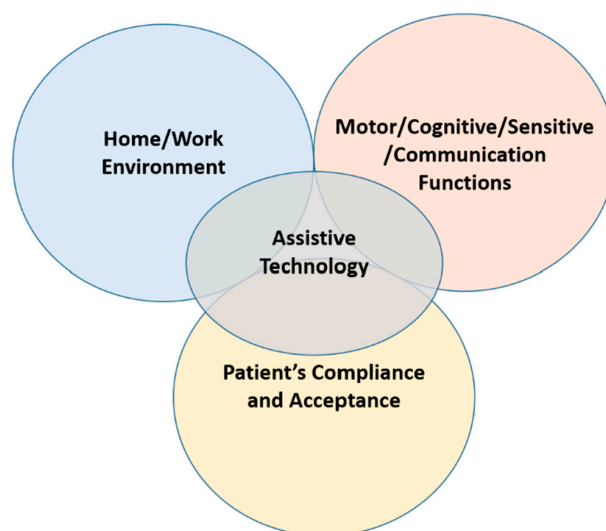 Home/Work
Environment
Motor/Cognitive/Sensitive
/Communication
Functions
Assistive
Technology
Patient’s Compliance
and Acceptance